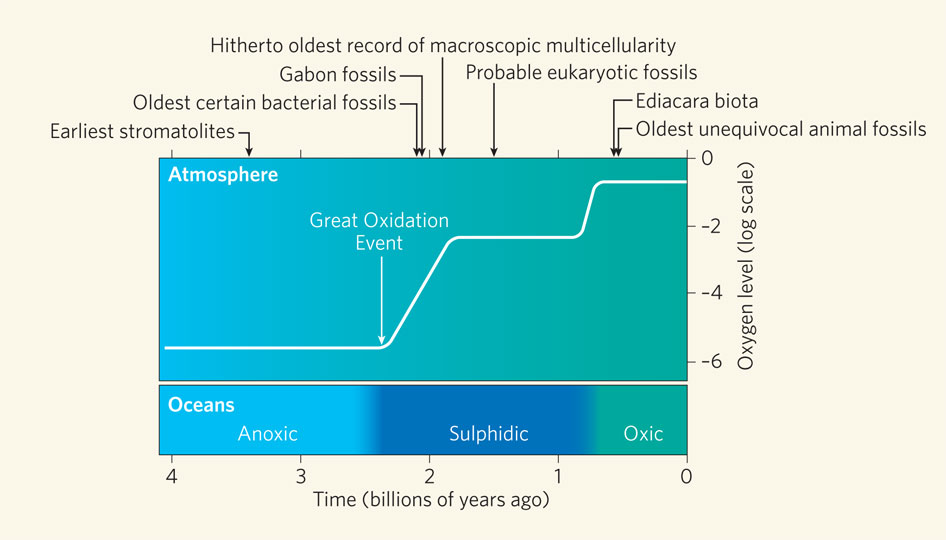 Hitherto oldest record of macroscopic multicellularity
Gabon fossils
Probable eukaryotic fossils
Oldest certain bacterial fossils
Ediacara biota
Earliest stromatolites
Oldest unequivocal animal fossils
Atmosphere
Great Oxidation
Event
0
–2
–4
–6
Oxygen level (log scale)
Oceans
Anoxic
Sulphidic
Oxic
4
3
2
1
0
Time (billions of years ago)